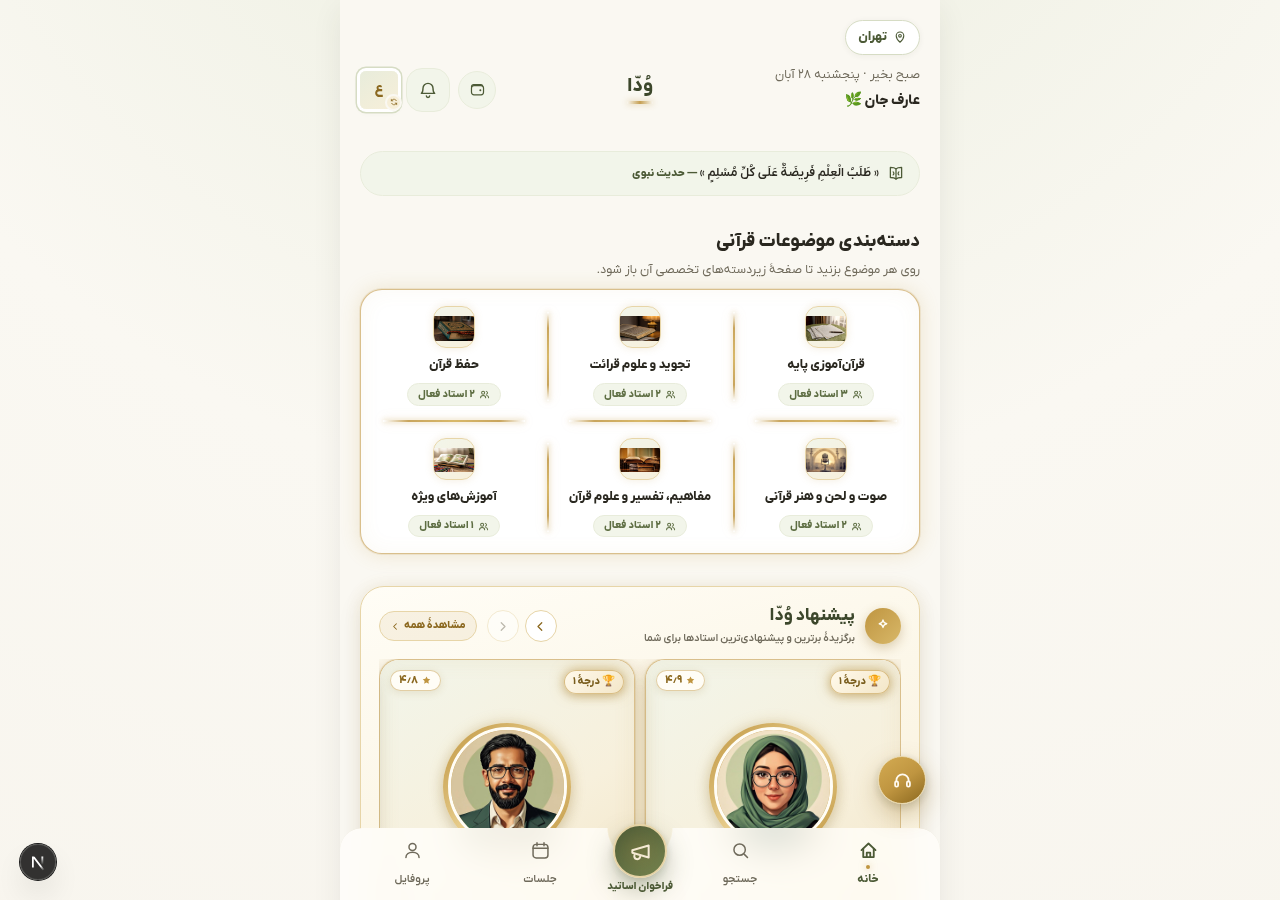 تهران
صبح بخیر · پنجشنبه ۲۸ آبان
عارف جان 🌿
وُدّا
ع
« طَلَبُ الْعِلْمِ فَرِيضَةٌ عَلَى كُلِّ مُسْلِمٍ » — حدیث نبوی
دسته‌بندی موضوعات قرآنی
روی هر موضوع بزنید تا صفحهٔ زیردسته‌های تخصصی آن باز شود.
قرآن‌آموزی پایه
۳ استاد فعال
تجوید و علوم قرائت
۲ استاد فعال
حفظ قرآن
۲ استاد فعال
صوت و لحن و هنر قرآنی
۲ استاد فعال
مفاهیم، تفسیر و علوم قرآن
۲ استاد فعال
آموزش‌های ویژه
۱ استاد فعال
پیشنهاد وُدّا
برگزیدهٔ برترین و پیشنهادی‌ترین استادها برای شما
مشاهدهٔ همه
🏆 درجهٔ ۱
۴٫۹
🏆 درجهٔ ۱
۴٫۸
خانه
جستجو
فراخوان اساتید
جلسات
پروفایل
N